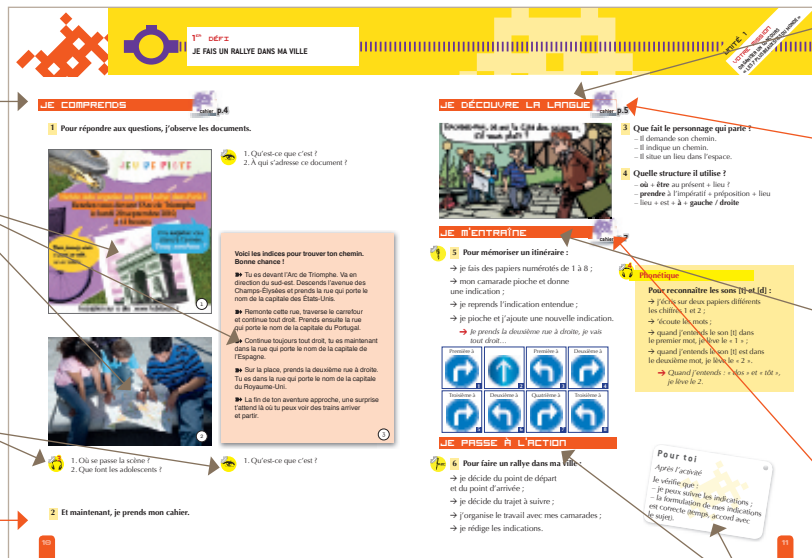 1er DÉFI
JE FAIS UN RALLYE DANS MA VILLE
UNITÉ 1
VOTRE MISSION
JE COMPRENDS
cahier p.4
1 Pour répondre aux questions, j'observe les documents.
JEU DE PISTE
1
1. Qu'est-ce que c'est ?
2. À qui s'adresse ce document ?
Voici les indices pour trouver ton chemin.
Bonne chance !
Tu es devant l'Arc de Triomphe. Va en
direction du sud-est. Descends l'avenue des
Champs-Élysées et prends la rue qui porte le
nom de la capitale des États-Unis.
Remonte cette rue, traverse le carrefour
et continue tout droit. Prends ensuite la rue
qui porte le nom de la capitale du Portugal.
Continue toujours tout droit, tu es maintenant
dans la rue qui porte le nom de la capitale de
l'Espagne.
Sur la place, prends la deuxième rue à droite.
Tu es dans la rue qui porte le nom de la capitale
du Royaume-Uni.
La fin de ton aventure approche, une surprise
t'attend là où tu peux voir des trains arriver
et partir.
3
2
1. Où se passe la scène ?
2. Que font les adolescents ?
1. Qu'est-ce que c'est ?
2 Et maintenant, je prends mon cahier.
10
JE DÉCOUVRE LA LANGUE
cahier p.5
3 Que fait le personnage qui parle ?
– Il demande son chemin.
– Il indique un chemin.
– Il situe un lieu dans l'espace.
4 Quelle structure il utilise ?
– où + être au présent + lieu ?
– prendre à l'impératif + préposition + lieu
– lieu + est + à + gauche / droite
JE M'ENTRAÎNE
cahier
5 Pour mémoriser un itinéraire :
→ je fais des papiers numérotés de 1 à 8 ;
→ mon camarade pioche et donne
une indication ;
→ je reprends l'indication entendue ;
→ je pioche et j'ajoute une nouvelle indication.
→ Je prends la deuxième rue à droite, je vais
tout droit…
Première à
Première à
Deuxième à
1 2 3 4
Troisième à
Deuxième à
Quatrième à
Troisième à
5 6 7 8
Phonétique
Pour reconnaître les sons [t] et [d] :
→ j'écris sur deux papiers différents
les chiffres 1 et 2 ;
→ j'écoute les mots ;
→ quand j'entends le son [t] dans
le premier mot, je lève le « 1 » ;
→ quand j'entends le son [t] est dans
le deuxième mot, je lève le « 2 ».
→ Quand j'entends : « dos » et « tôt »,
je lève le 2.
JE PASSE À L'ACTION
6 Pour faire un rallye dans ma ville :
→ je décide du point de départ
et du point d'arrivée ;
→ je décide du trajet à suivre ;
→ j'organise le travail avec mes camarades ;
→ je rédige les indications.
Pour toi
Après l'activité
Je vérifie que :
– je peux suivre les indications ;
– la formulation de mes indications
est correcte (temps, accord avec
le sujet).
11